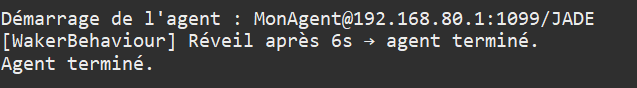 Démarrage de l'agent : MonAgent@192.168.80.1:1099/JADE
[WakerBehaviour] Réveil après 6s → agent terminé.
Agent terminé.